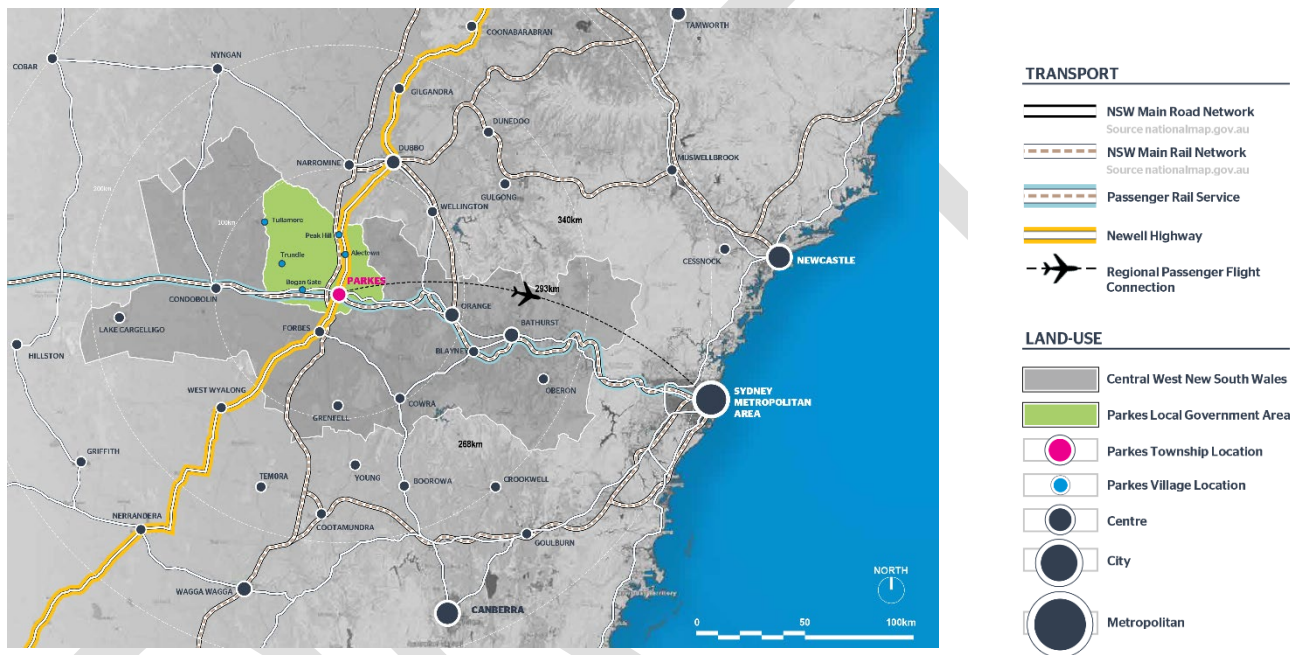 COONABARABRAN
TAMWORTH
NYNGAN
COBAR
GILGANDRA
DUNEDOO
DUBBO
NARROMINE
MUSWELLBROOK
GULGONG
200km
WELLINGTON
340km
100km
Tullamore
Peak Hill
Alectown
CESSNOCK
NEWCASTLE
Trundle
PARKES
Bogan Gate
293km
CONDOBOLIN
ORANGE
LAKE CARGELLIGO
FORBES
BATHURST
HILLSTON
BLAYNEY
OBERON
WEST WYALONG
SYDNEY
METROPOLITAN
AREA
COWRA
GRENFELL
268km
GRIFFITH
YOUNG
TEMORA
BOOROWA
CROOKWELL
NERRANDERA
COOTAMUNDRA
GOULBURN
WAGGA WAGGA
CANBERRA
NORTH
0 50 100km
TRANSPORT
NSW Main Road Network
Source nationalmap.gov.au
NSW Main Rail Network
Source nationalmap.gov.au
Passenger Rail Service
Newell Highway
Regional Passenger Flight
Connection
LAND-USE
Central West New South Wales
Parkes Local Government Area
Parkes Township Location
Parkes Village Location
Centre
City
Metropolitan